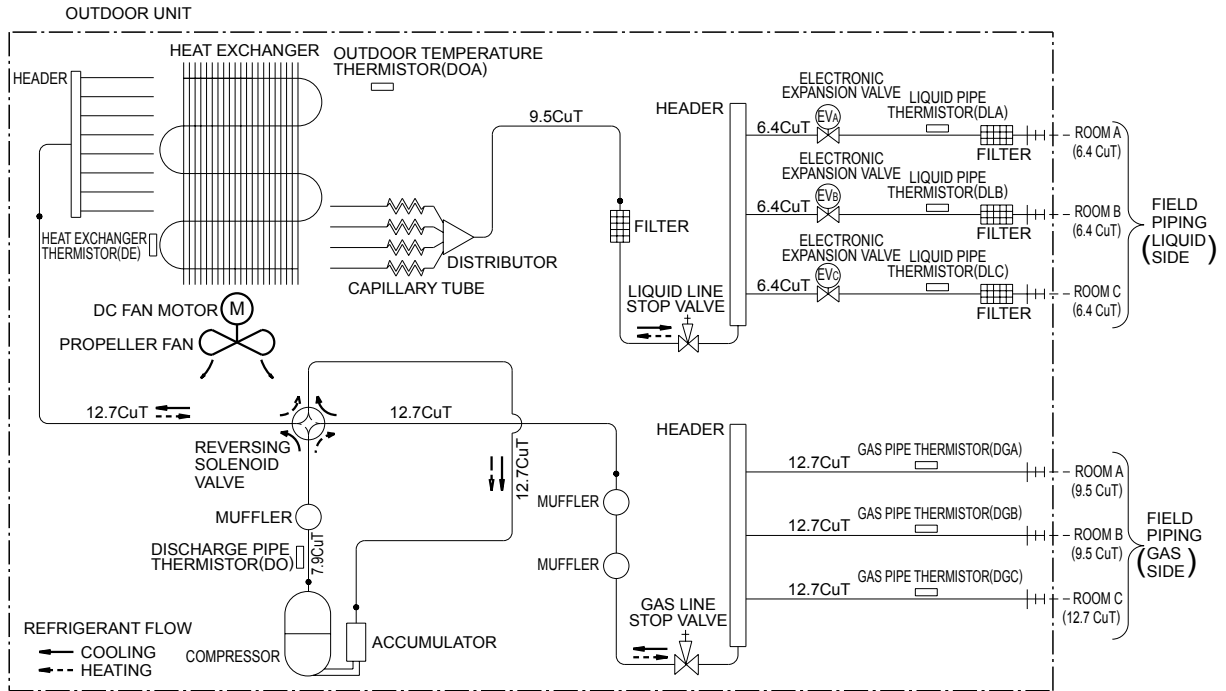 OUTDOOR UNIT
HEAT EXCHANGER
HEADER
OUTDOOR TEMPERATURE
THERMISTOR(DOA)
9.5CuT
HEAT EXCHANGER
THERMISTOR(DE)
CAPILLARY TUBE
DISTRIBUTOR
FILTER
LIQUID LINE
STOP VALVE
HEADER
ELECTRONIC
EXPANSION VALVE
EVA
6.4CuT
LIQUID PIPE
THERMISTOR(DLA)
FILTER
ROOM A
(6.4 CuT)
ELECTRONIC
EXPANSION VALVE
EVB
6.4CuT
LIQUID PIPE
THERMISTOR(DLB)
FILTER
ROOM B
(6.4 CuT)
ELECTRONIC
EXPANSION VALVE
EVC
6.4CuT
LIQUID PIPE
THERMISTOR(DLC)
FILTER
ROOM C
(6.4 CuT)
FIELD
PIPING
(LIQUID
SIDE)
DC FAN MOTOR
M
PROPELLER FAN
12.7CuT
REVERSING
SOLENOID
VALVE
12.7CuT
12.7CuT
MUFFLER
DISCHARGE PIPE
THERMISTOR(DO)
7.9CuT
COMPRESSOR
ACCUMULATOR
MUFFLER
MUFFLER
GAS LINE
STOP VALVE
HEADER
12.7CuT
GAS PIPE THERMISTOR(DGA)
ROOM A
(9.5 CuT)
12.7CuT
GAS PIPE THERMISTOR(DGB)
ROOM B
(9.5 CuT)
12.7CuT
GAS PIPE THERMISTOR(DGC)
ROOM C
(12.7 CuT)
FIELD
PIPING
(GAS
SIDE)
REFRIGERANT FLOW
COOLING
HEATING